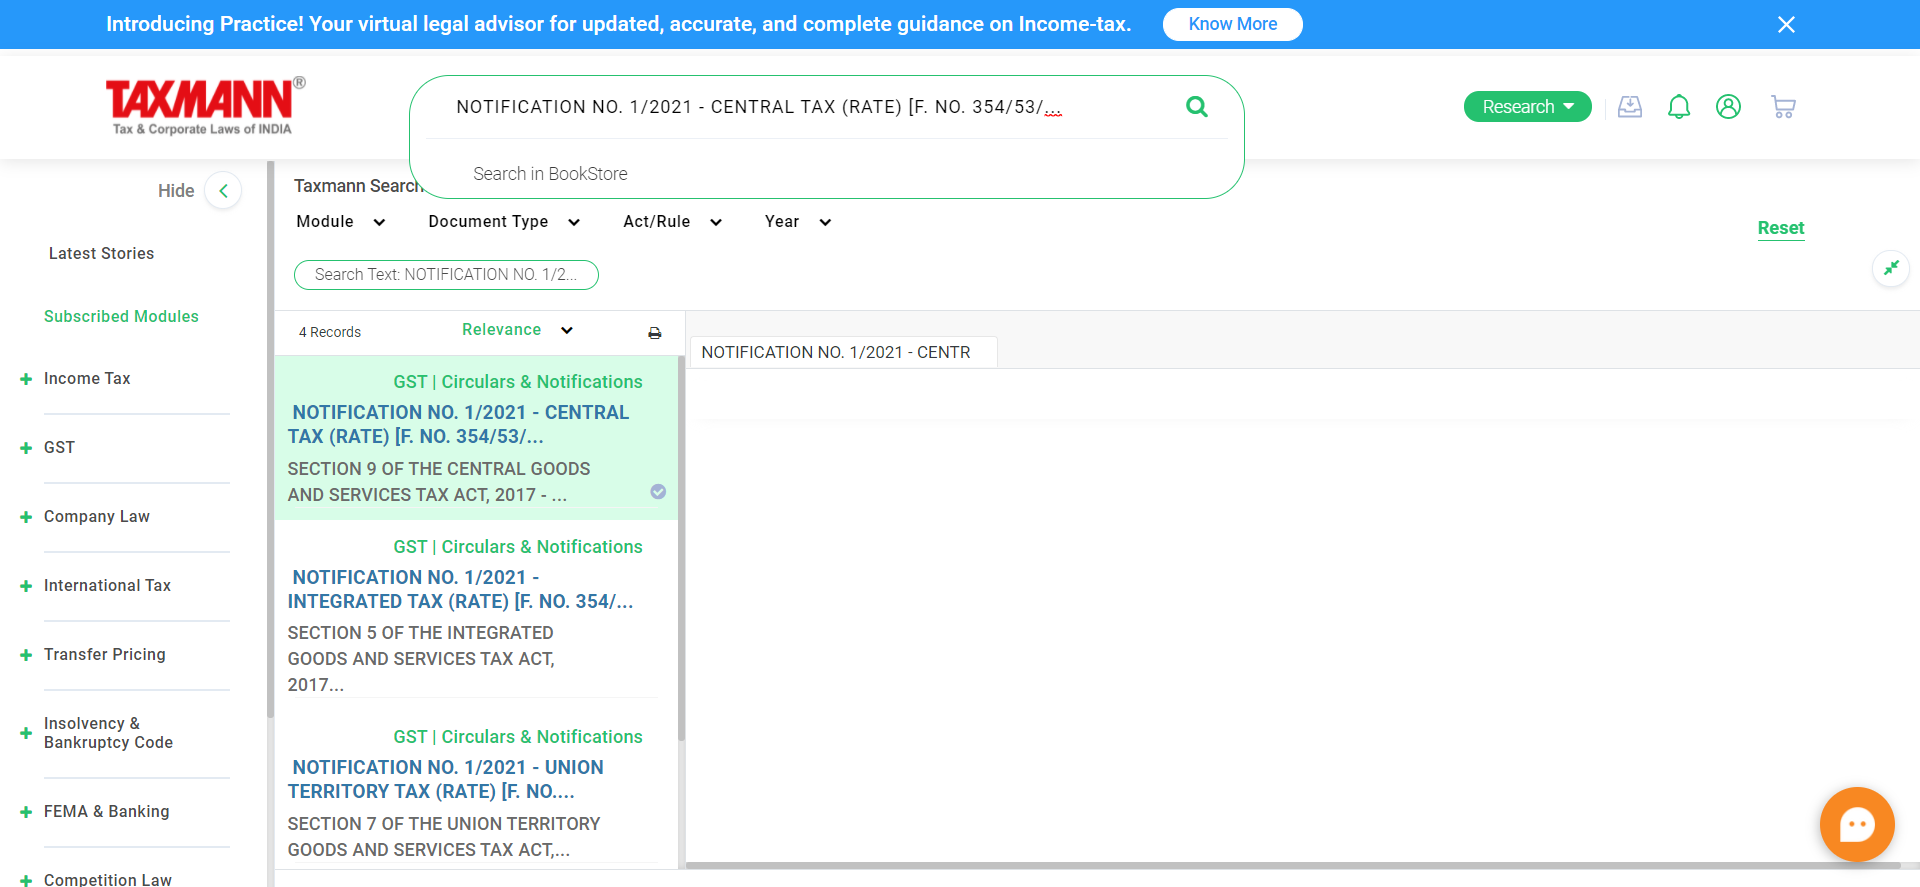 Introducing Practice! Your virtual legal advisor for updated, accurate, and complete guidance on Income-tax.
Know More
TAXMANN®
Tax & Corporate Laws of INDIA
NOTIFICATION NO. 1/2021 - CENTRAL TAX (RATE) [F. NO. 354/53/...
Search in BookStore
Research
Hide
Latest Stories
Subscribed Modules
Income Tax
GST
Company Law
International Tax
Transfer Pricing
Insolvency &
Bankruptcy Code
FEMA & Banking
Competition Law
Taxmann Search
Module
Document Type
Act/Rule
Year
Reset
Search Text: NOTIFICATION NO. 1/2...
4 Records
Relevance
GST | Circulars & Notifications
NOTIFICATION NO. 1/2021 - CENTRAL
TAX (RATE) [F. NO. 354/53/...
SECTION 9 OF THE CENTRAL GOODS
AND SERVICES TAX ACT, 2017 - ...
GST | Circulars & Notifications
NOTIFICATION NO. 1/2021 -
INTEGRATED TAX (RATE) [F. NO. 354/...
SECTION 5 OF THE INTEGRATED
GOODS AND SERVICES TAX ACT,
2017...
GST | Circulars & Notifications
NOTIFICATION NO. 1/2021 - UNION
TERRITORY TAX (RATE) [F. NO....
SECTION 7 OF THE UNION TERRITORY
GOODS AND SERVICES TAX ACT,...
NOTIFICATION NO. 1/2021 - CENTR